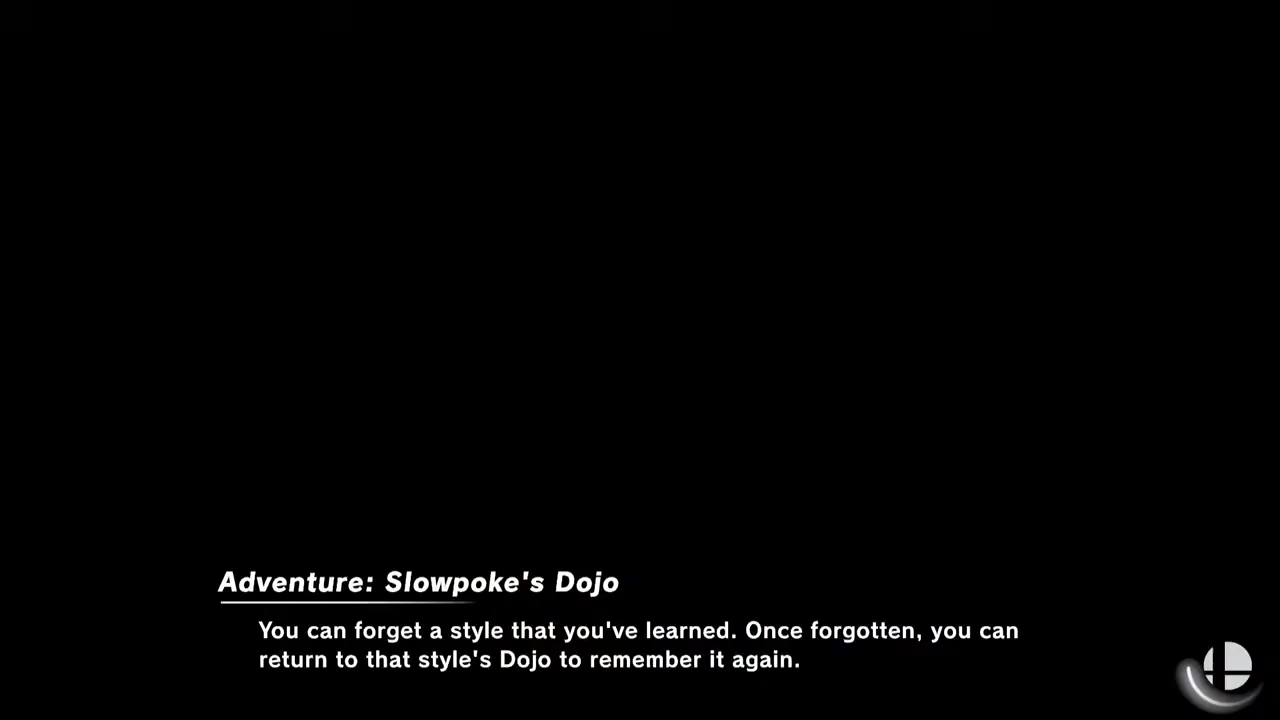 Adventure: Slowpoke's Dojo
You can forget a style that you've learned. Once forgotten, you can
return to that style's Dojo to remember it again.